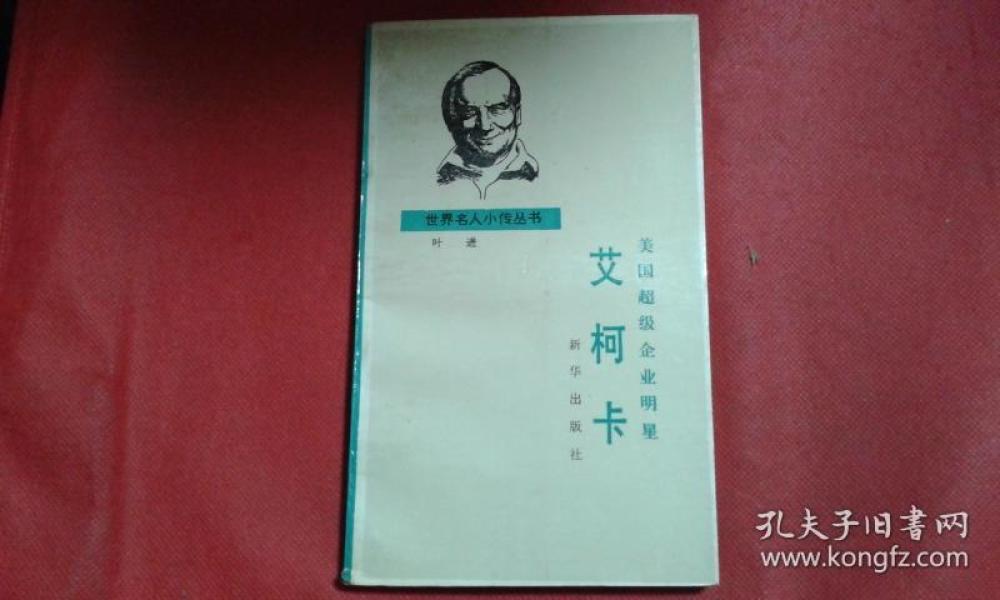 世界名人小传丛书
叶 进
美国超级企业明星
艾柯卡
新华出版社
孔夫子旧書网
www.kongfz.com